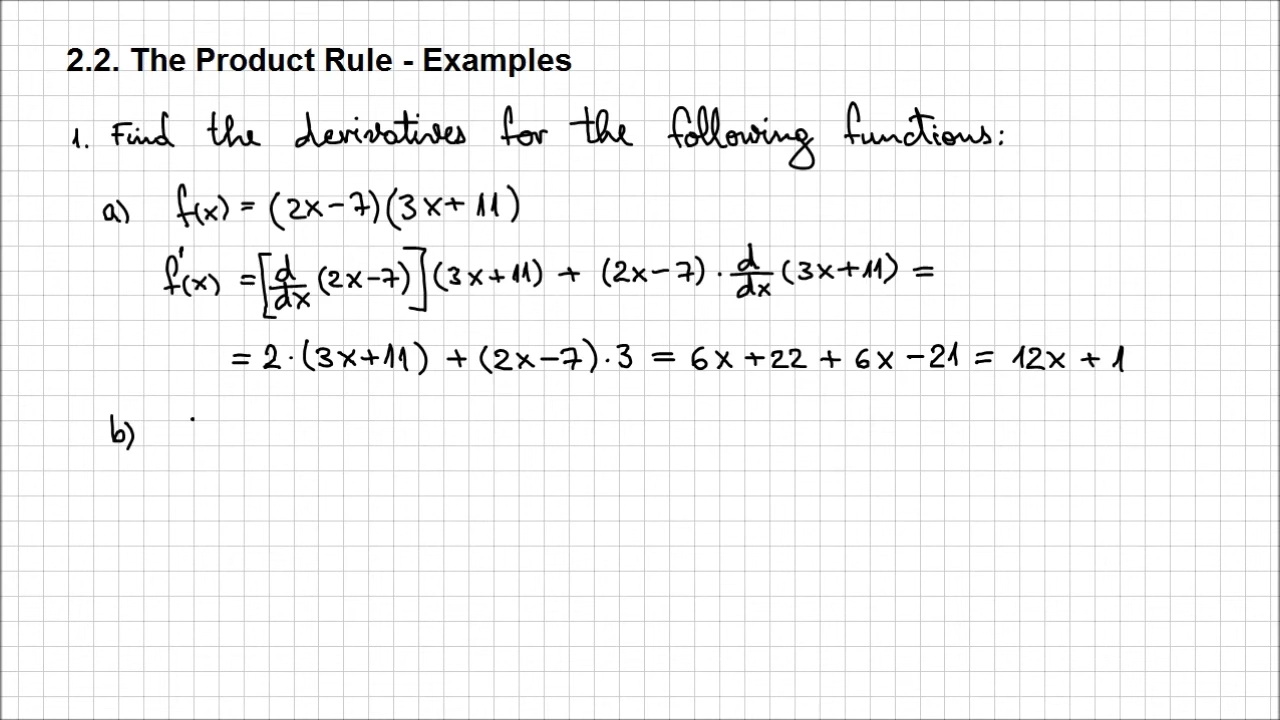 2.2. The Product Rule - Examples
1. Find the derivatives for the following functions:
a) f(x) = (2x-7)(3x+11)
f'(x) = [d/dx (2x-7)](3x+11) + (2x-7) · d/dx (3x+11) =
= 2·(3x+11) + (2x-7)·3 = 6x+22 + 6x-21 = 12x+1
b)